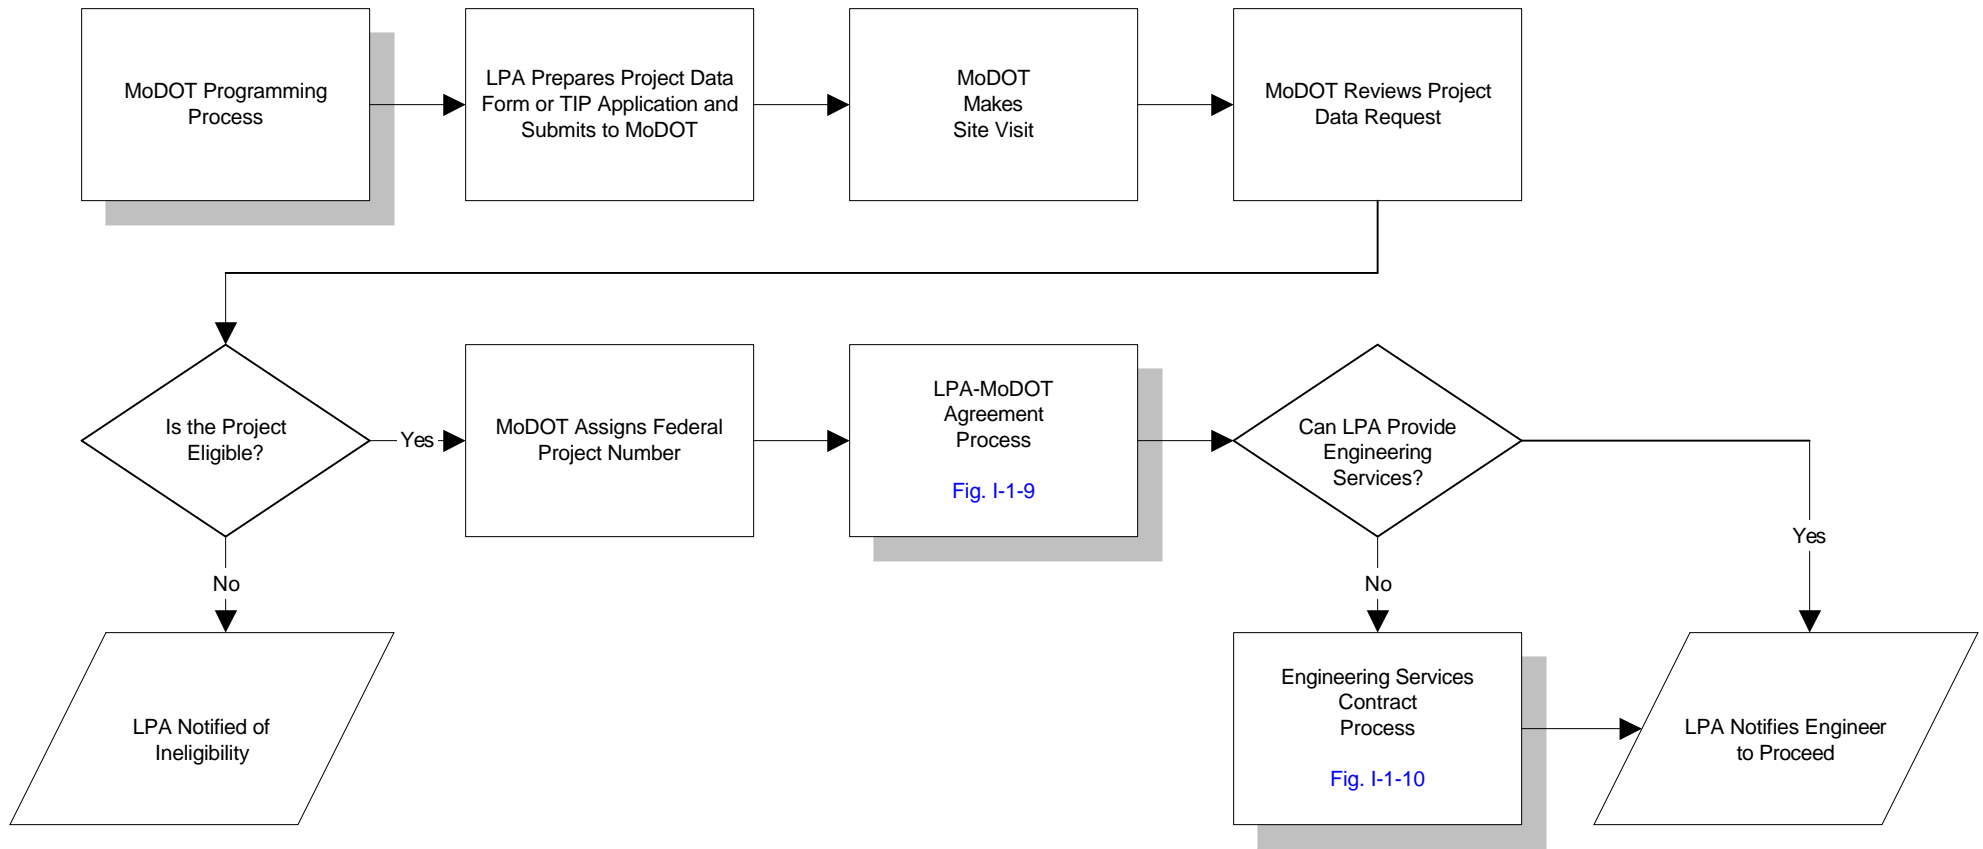 MoDOT Programming
Process
LPA Prepares Project Data
Form or TIP Application and
Submits to MoDOT
MoDOT
Makes
Site Visit
MoDOT Reviews Project
Data Request
Is the Project
Eligible?
Yes
MoDOT Assigns Federal
Project Number
LPA-MoDOT
Agreement
Process
Fig. I-1-9
Can LPA Provide
Engineering
Services?
Yes
No
No
LPA Notified of
Ineligibility
Engineering Services
Contract
Process
Fig. I-1-10
LPA Notifies Engineer
to Proceed